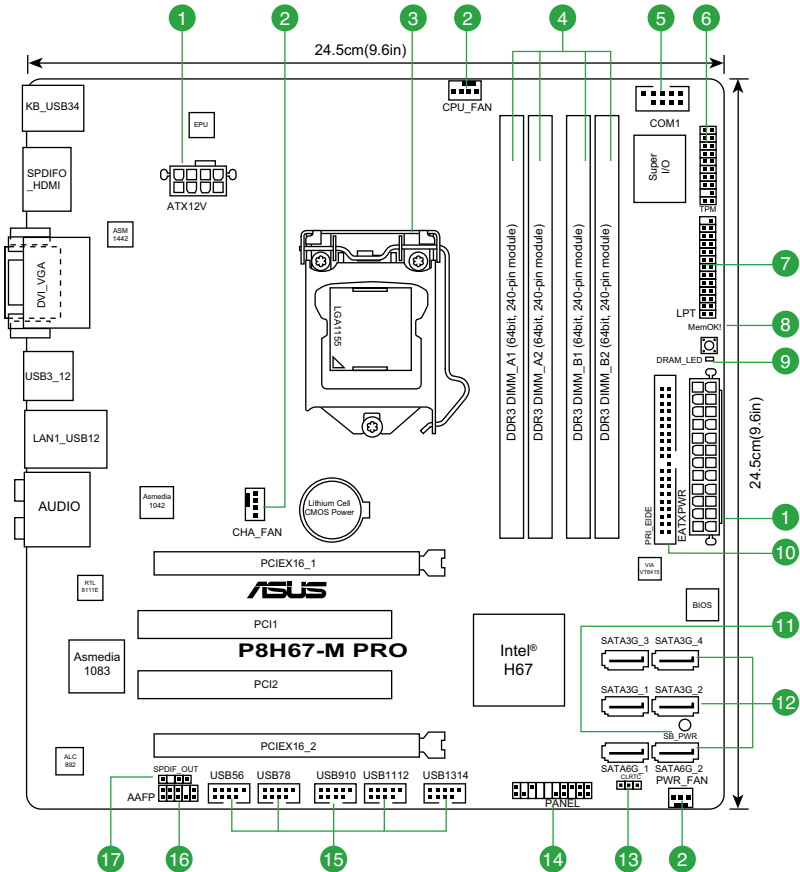 1
2
3
2
4
5
6
24.5cm(9.6in)
KB_USB34
EPU
CPU_FAN
COM1
SPDIFO
_HDMI
ATX12V
Super
I/O
TPM
ASM
1442
DVI_VGA
LGA1155
DDR3 DIMM_A1 (64bit, 240-pin module)
DDR3 DIMM_A2 (64bit, 240-pin module)
DDR3 DIMM_B1 (64bit, 240-pin module)
DDR3 DIMM_B2 (64bit, 240-pin module)
7
LPT
MemOK!
8
DRAM_LED
9
USB3_12
LAN1_USB12
24.5cm(9.6in)
AUDIO
Asmedia
1042
CHA_FAN
Lithium Cell
CMOS Power
PRI_EIDE
EATXPWR
1
10
PCIEX16_1
VIA
VT6415
RTL
8111E
ASUS
BIOS
PCI1
11
P8H67-M PRO
Asmedia
1083
Intel®
H67
SATA3G_3
SATA3G_4
PCI2
SATA3G_1
SATA3G_2
12
SB_PWR
PCIEX16_2
ALC
892
SPDIF_OUT
SATA6G_1
SATA6G_2
CLRTC
PWR_FAN
AAFP
USB56
USB78
USB910
USB1112
USB1314
PANEL
17
16
15
14
13
2